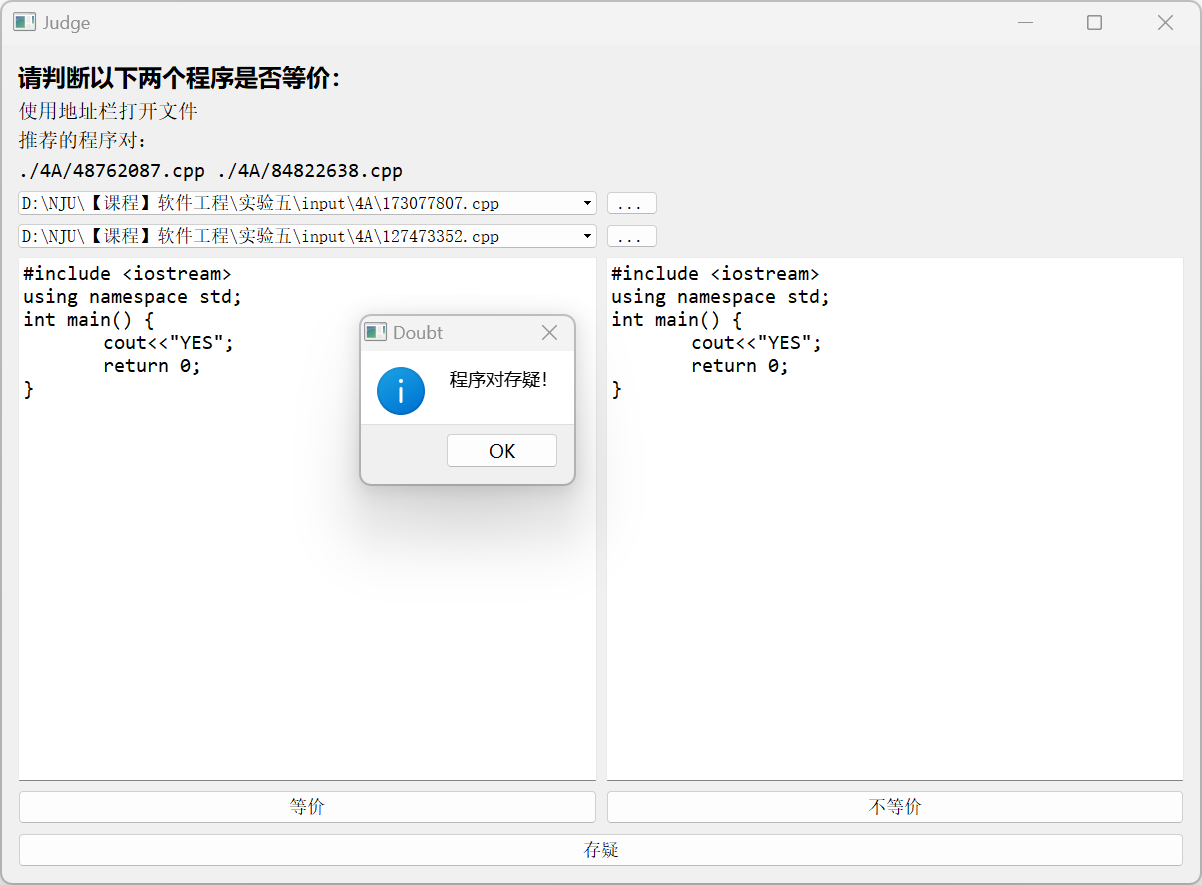 Judge
请判断以下两个程序是否等价：
使用地址栏打开文件
推荐的程序对：
./4A/48762087.cpp ./4A/84822638.cpp
D:\NJU\【课程】软件工程\实验五\input\4A\173077807.cpp
...
D:\NJU\【课程】软件工程\实验五\input\4A\127473352.cpp
...
#include <iostream>
using namespace std;
int main() {
cout<<"YES";
return 0;
}
#include <iostream>
using namespace std;
int main() {
cout<<"YES";
return 0;
}
Doubt
程序对存疑！
OK
等价
不等价
存疑